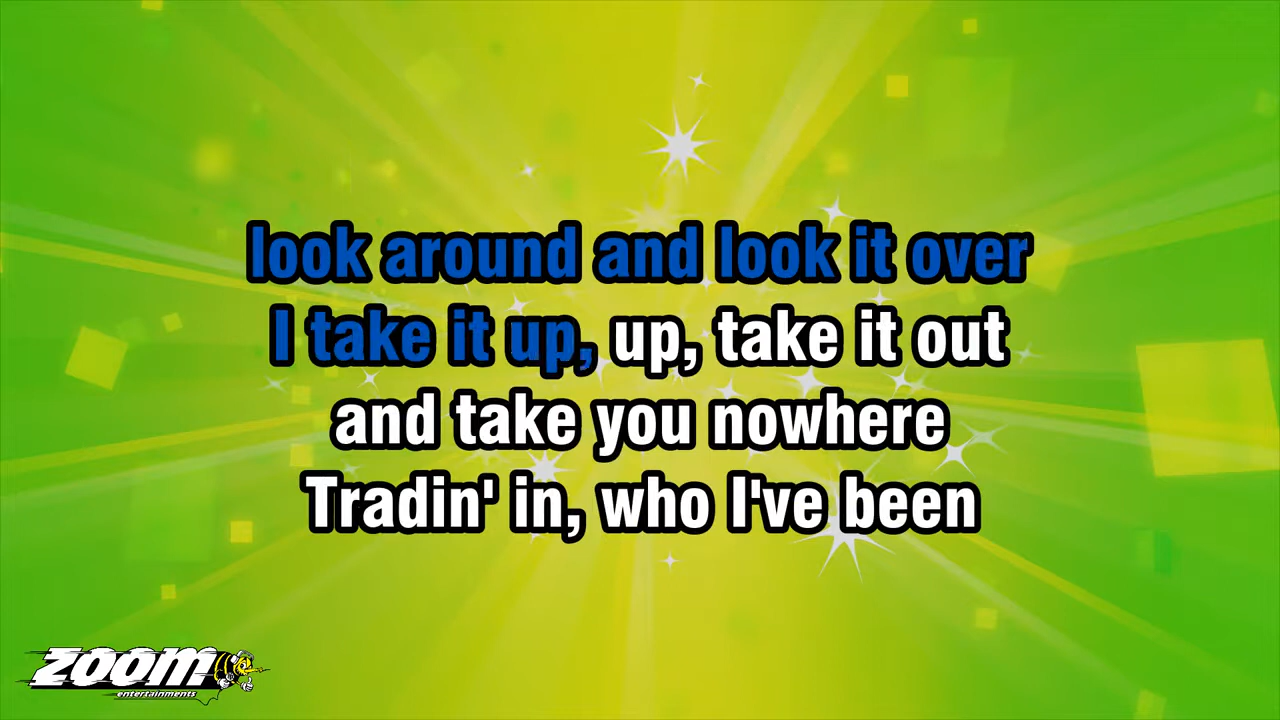 look around and look it over
I take it up, up, take it out
and take you nowhere
Tradin' in, who I've been
ZOOM
entertainments